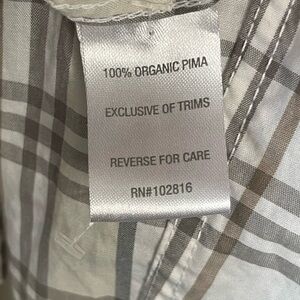 100% ORGANIC PIMA
EXCLUSIVE OF TRIMS
REVERSE FOR CARE
RN#102816